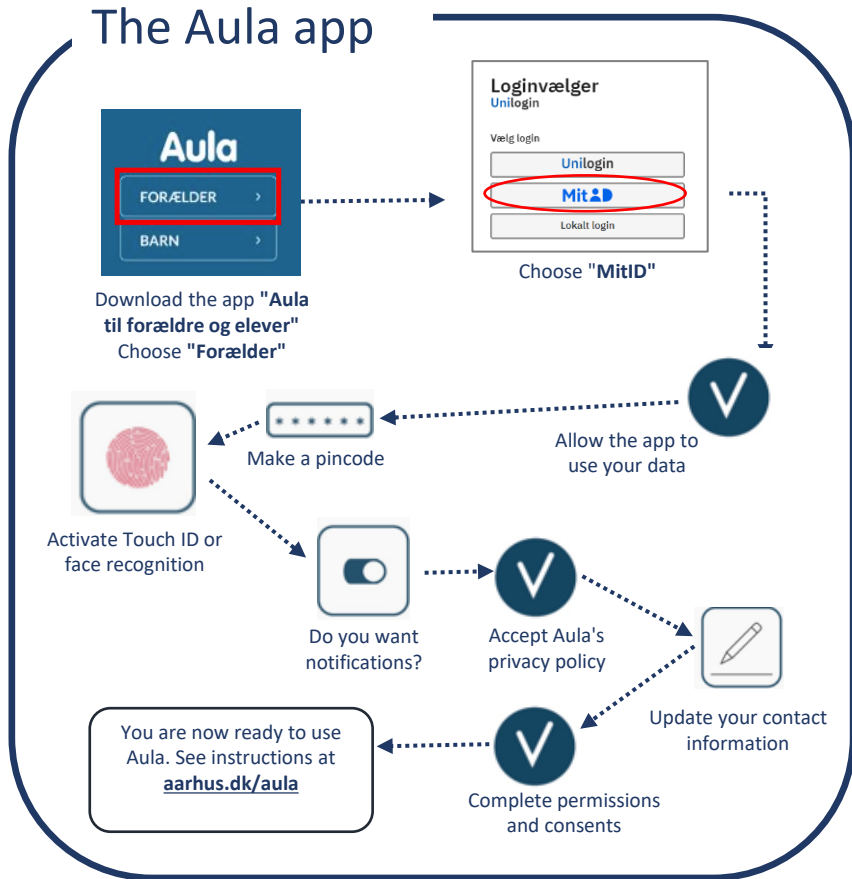 The Aula app
Aula
FORÆLDER >
BARN >
Download the app "Aula
til forældre og elever"
Choose "Forælder"
Loginvælger
Unilogin
Vælg login
Unilogin
MitID
Lokalt login
Choose "MitID"
Allow the app to
use your data
* * * * * *
Make a pincode
Activate Touch ID or
face recognition
Do you want
notifications?
Accept Aula's
privacy policy
Update your contact
information
Complete permissions
and consents
You are now ready to use
Aula. See instructions at
aarhus.dk/aula